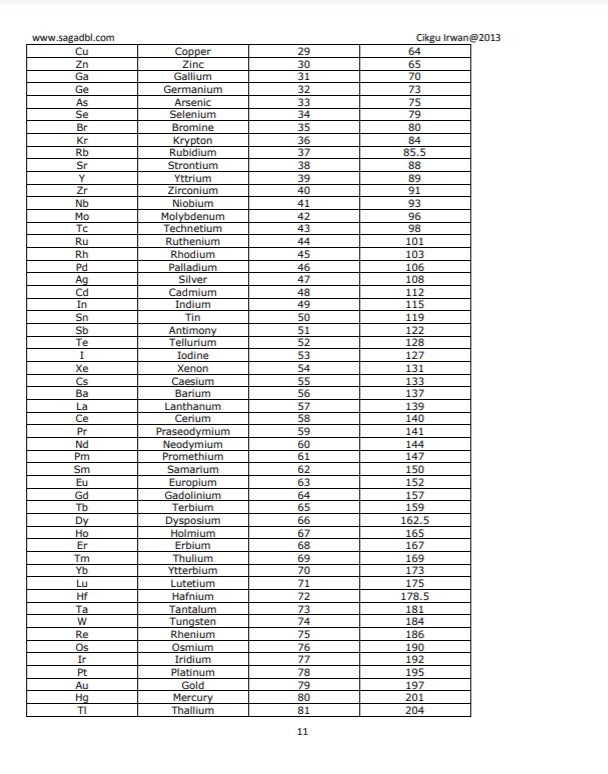 www.sagadbl.com Cikgu Irwan@2013
Cu Copper 29 64
Zn Zinc 30 65
Ga Gallium 31 70
Ge Germanium 32 73
As Arsenic 33 75
Se Selenium 34 79
Br Bromine 35 80
Kr Krypton 36 84
Rb Rubidium 37 85.5
Sr Strontium 38 88
Y Yttrium 39 89
Zr Zirconium 40 91
Nb Niobium 41 93
Mo Molybdenum 42 96
Tc Technetium 43 98
Ru Ruthenium 44 101
Rh Rhodium 45 103
Pd Palladium 46 106
Ag Silver 47 108
Cd Cadmium 48 112
In Indium 49 115
Sn Tin 50 119
Sb Antimony 51 122
Te Tellurium 52 128
I Iodine 53 127
Xe Xenon 54 131
Cs Caesium 55 133
Ba Barium 56 137
La Lanthanum 57 139
Ce Cerium 58 140
Pr Praseodymium 59 141
Nd Neodymium 60 144
Pm Promethium 61 147
Sm Samarium 62 150
Eu Europium 63 152
Gd Gadolinium 64 157
Tb Terbium 65 159
Dy Dysposium 66 162.5
Ho Holmium 67 165
Er Erbium 68 167
Tm Thulium 69 169
Yb Ytterbium 70 173
Lu Lutetium 71 175
Hf Hafnium 72 178.5
Ta Tantalum 73 181
W Tungsten 74 184
Re Rhenium 75 186
Os Osmium 76 190
Ir Iridium 77 192
Pt Platinum 78 195
Au Gold 79 197
Hg Mercury 80 201
Tl Thallium 81 204
11